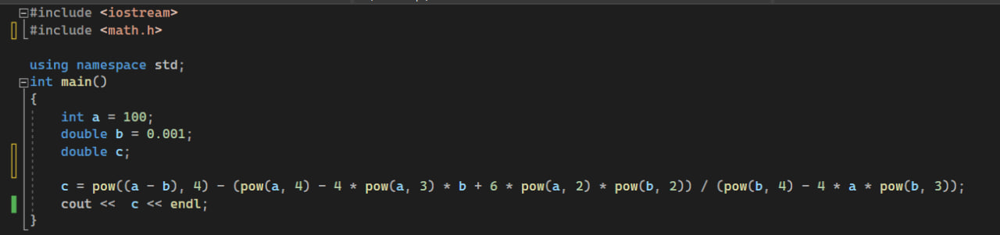 #include <iostream>
#include <math.h>
using namespace std;
int main()
{
int a = 100;
double b = 0.001;
double c;
c = pow((a - b), 4) - (pow(a, 4) - 4 * pow(a, 3) * b + 6 * pow(a, 2) * pow(b, 2)) / (pow(b, 4) - 4 * a * pow(b, 3));
cout <<  c << endl;
}